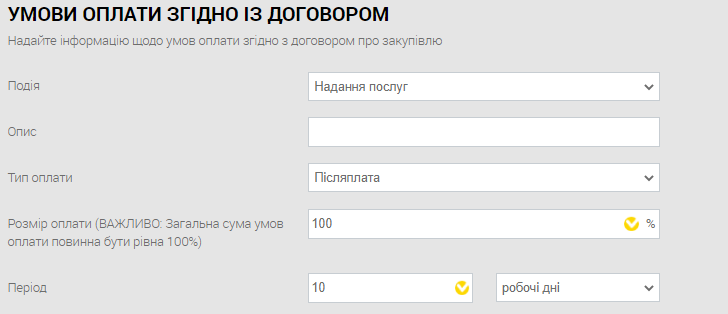 УМОВИ ОПЛАТИ ЗГІДНО ІЗ ДОГОВОРОМ
Надайте інформацію щодо умов оплати згідно з договором про закупівлю
Подія
Надання послуг
Опис
Тип оплати
Післяплата
Розмір оплати (ВАЖЛИВО: Загальна сума умов
оплати повинна бути рівна 100%)
100 %
Період
10 робочі дні